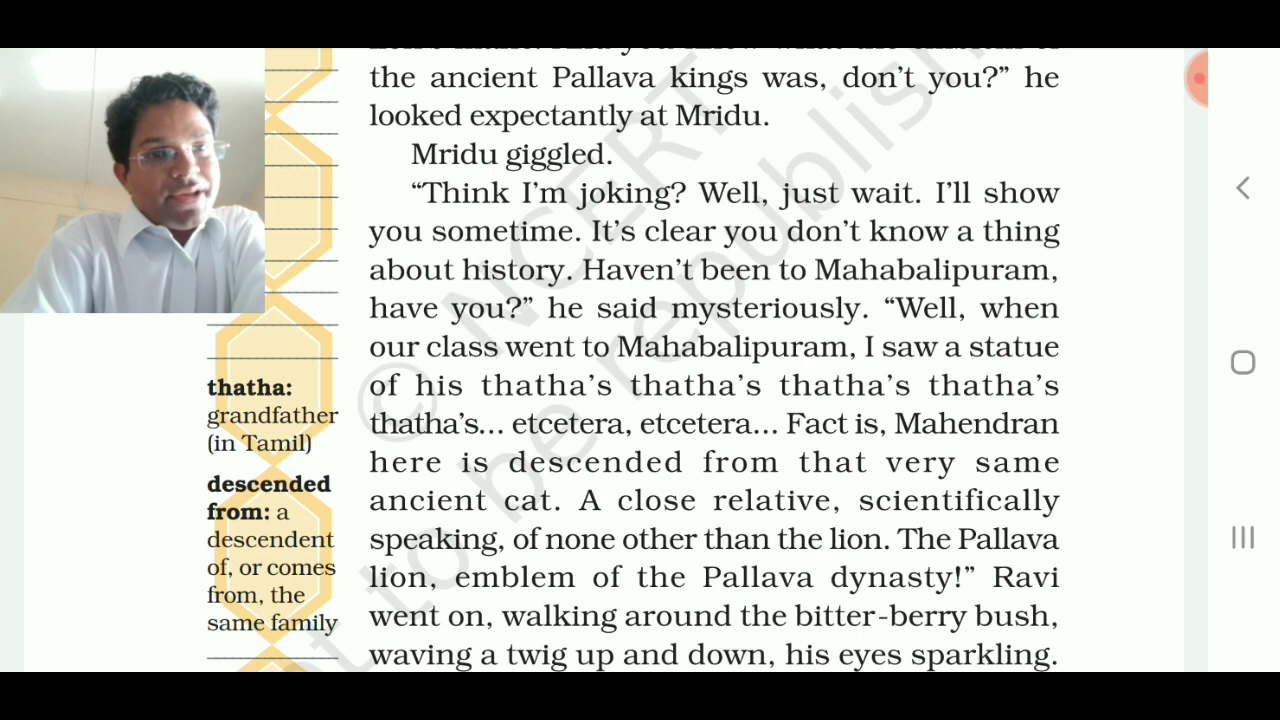 the ancient Pallava kings was, don't you?" he
looked expectantly at Mridu.
Mridu giggled.
"Think I'm joking? Well, just wait. I'll show
you sometime. It's clear you don't know a thing
about history. Haven't been to Mahabalipuram,
have you?" he said mysteriously. "Well, when
our class went to Mahabalipuram, I saw a statue
of his thatha's thatha's thatha's thatha's
thatha's... etcetera, etcetera... Fact is, Mahendran
here is descended from that very same
ancient cat. A close relative, scientifically
speaking, of none other than the lion. The Pallava
lion, emblem of the Pallava dynasty!" Ravi
went on, walking around the bitter-berry bush,
waving a twig up and down, his eyes sparkling.
thatha:
grandfather
(in Tamil)
descended
from: a
descendent
of, or comes
from, the
same family
© NCERT
to be republish